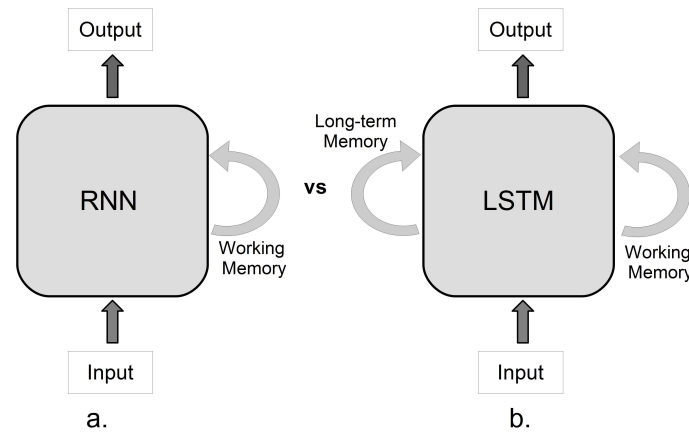 Output
RNN
Working
Memory
Input
a.
vs
Output
Long-term
Memory
LSTM
Working
Memory
Input
b.